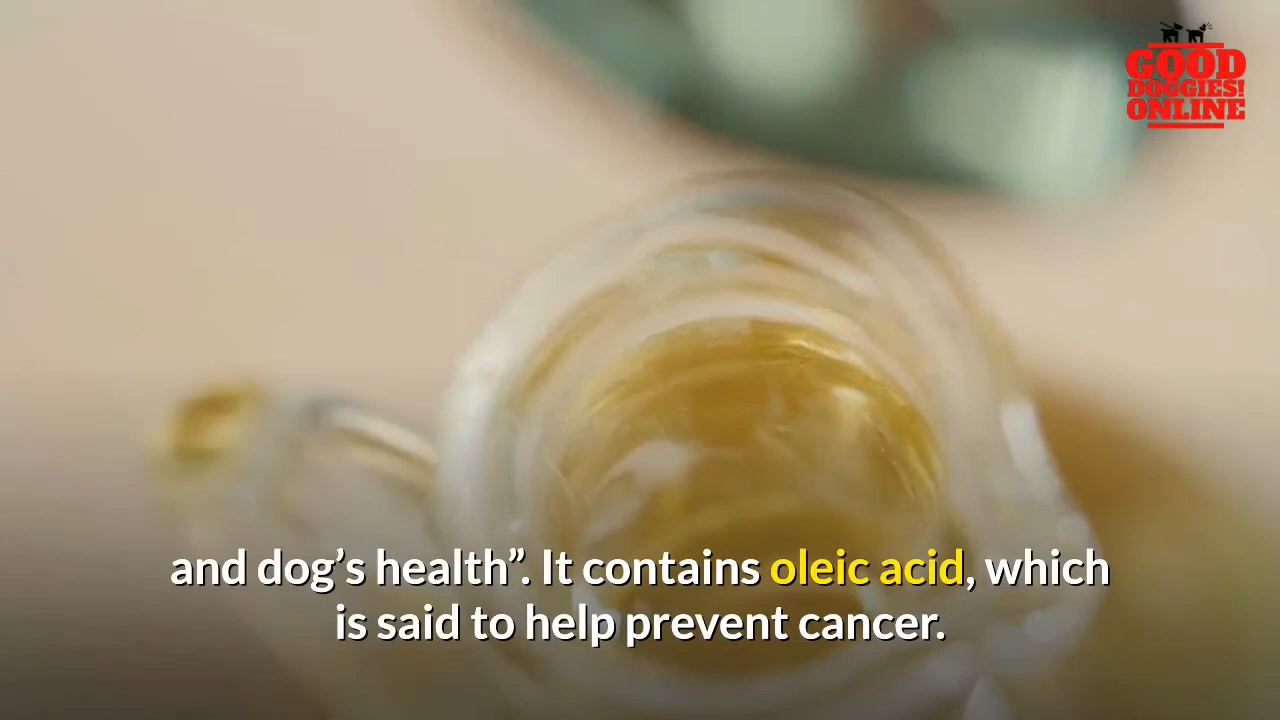 GOOD
DOGGIES!
ONLINE
and dog’s health”. It contains oleic acid, which
is said to help prevent cancer.